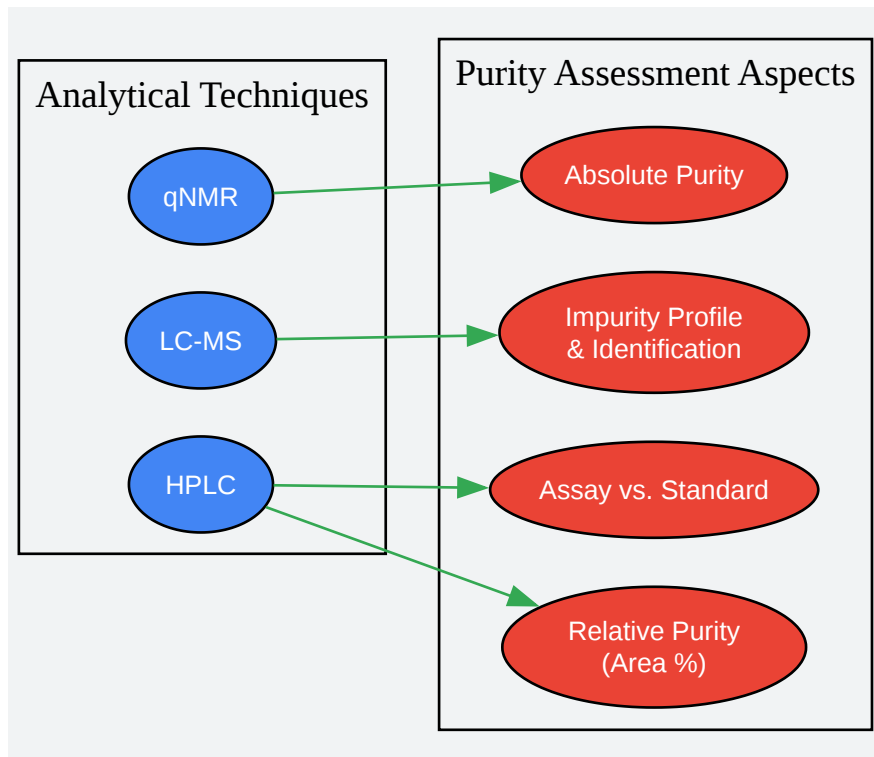 Analytical Techniques
qNMR
LC-MS
HPLC
Purity Assessment Aspects
Absolute Purity
Impurity Profile
& Identification
Assay vs. Standard
Relative Purity
(Area %)